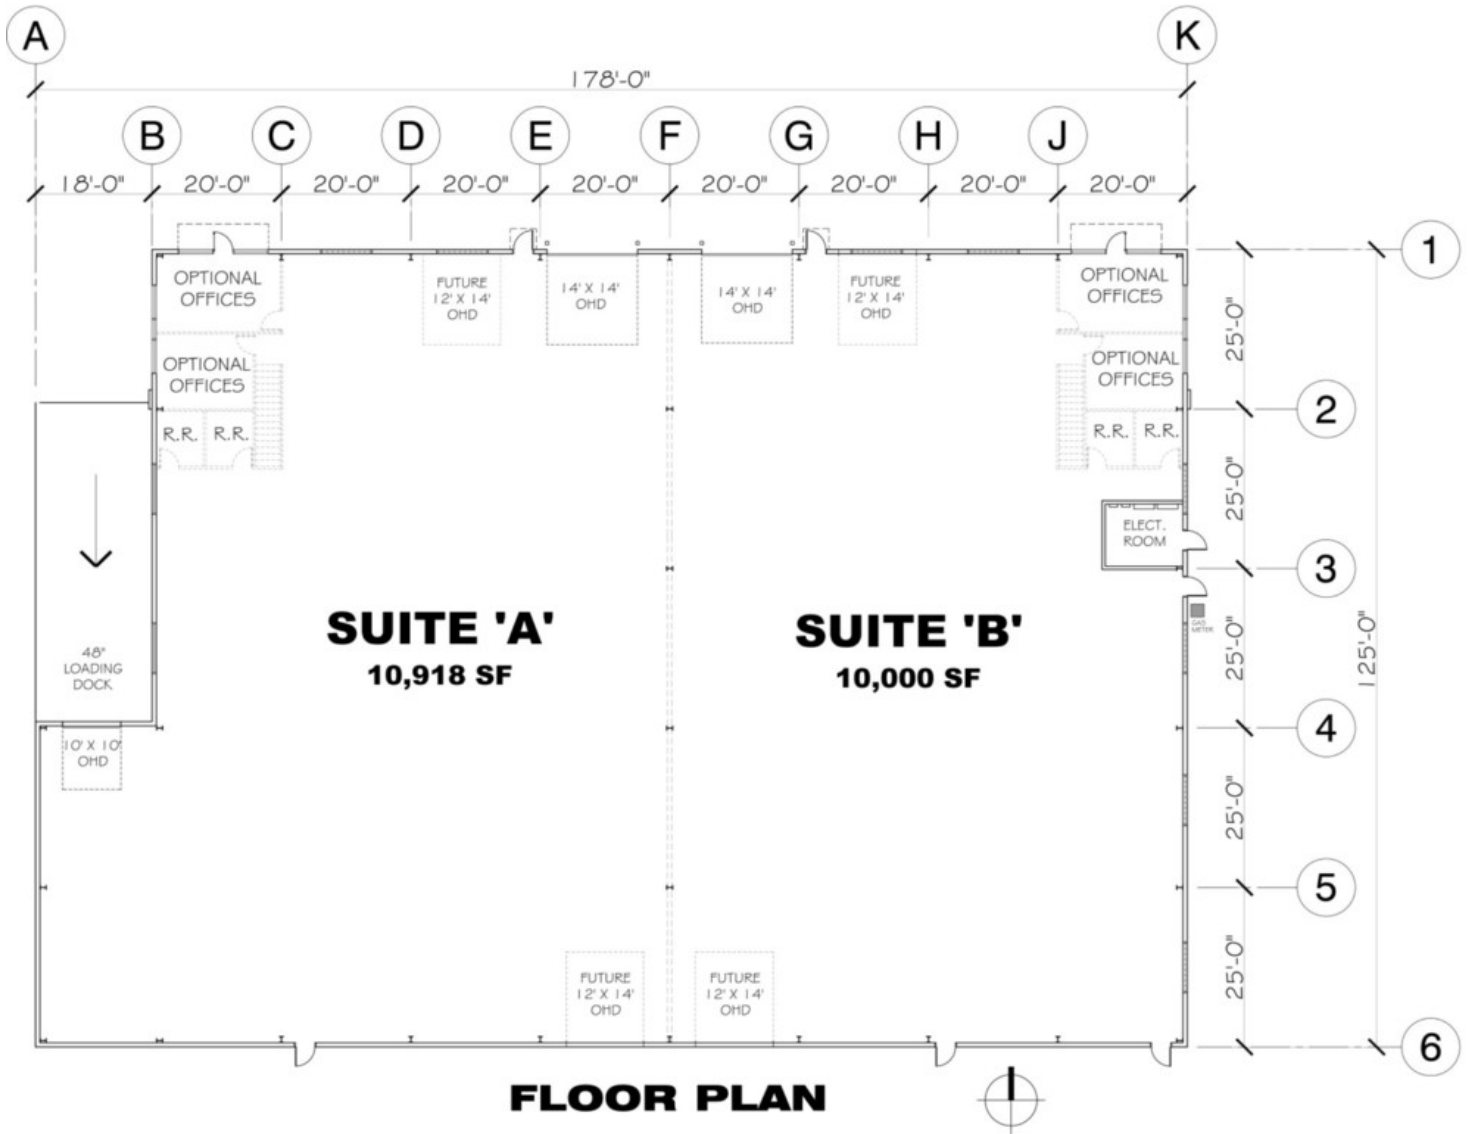 A
K
178'-0"
B
C
D
E
F
G
H
J
18'-0"
20'-0"
20'-0"
20'-0"
20'-0"
20'-0"
20'-0"
20'-0"
20'-0"
1
OPTIONAL
OFFICES
FUTURE
12' X 14'
OHD
14' X 14'
OHD
14' X 14'
OHD
FUTURE
12' X 14'
OHD
OPTIONAL
OFFICES
25'-0"
OPTIONAL
OFFICES
OPTIONAL
OFFICES
2
R.R.
R.R.
R.R.
R.R.
25'-0"
ELECT.
ROOM
3
SUITE 'A'
10,918 SF
SUITE 'B'
10,000 SF
GAS
METER
25'-0"
125'-0"
48"
LOADING
DOCK
4
10' X 10'
OHD
25'-0"
5
FUTURE
12' X 14'
OHD
FUTURE
12' X 14'
OHD
25'-0"
6
FLOOR PLAN